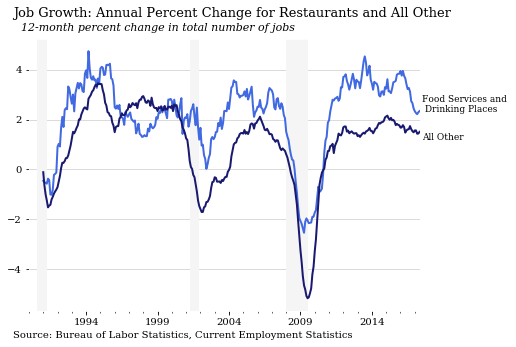 Job Growth: Annual Percent Change for Restaurants and All Other
12-month percent change in total number of jobs
4
2
0
−2
−4
Food Services and
Drinking Places
All Other
1994
1999
2004
2009
2014
Source: Bureau of Labor Statistics, Current Employment Statistics